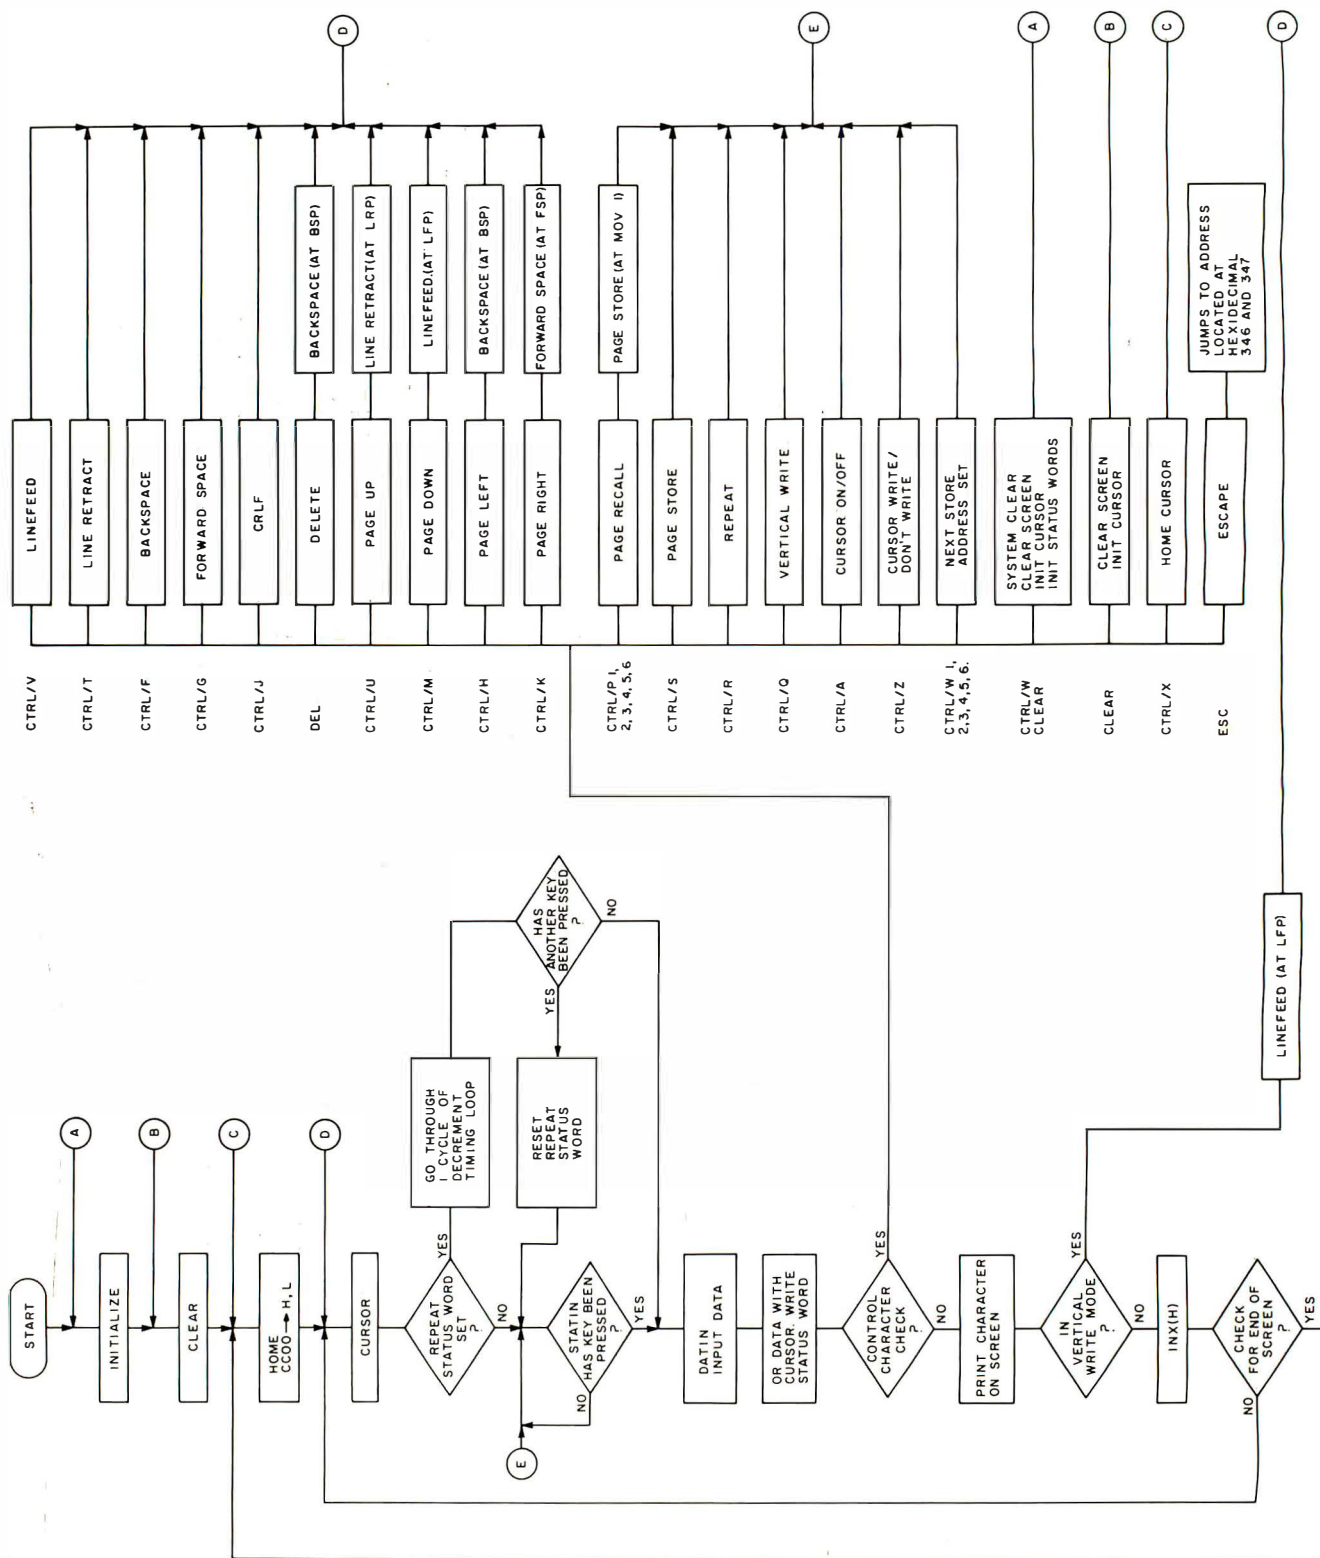 START
A
INITIALIZE
B
CLEAR
C
HOME
CCOO → H, L
D
CURSOR
REPEAT
STATUS WORD
SET
?
YES
NO
GO THROUGH
1 CYCLE OF
DECREMENT
TIMING LOOP
HAS
ANOTHER KEY
BEEN PRESSED
?
YES
NO
RESET
REPEAT
STATUS
WORD
E
STATIN
HAS KEY BEEN
PRESSED
?
NO
YES
DATIN
INPUT DATA
OR DATA WITH
CURSOR. WRITE
STATUS WORD
CONTROL
CHARACTER
CHECK
?
YES
NO
PRINT CHARACTER
ON SCREEN
IN
VERTICAL
WRITE MODE
?
YES
NO
LINEFEED (AT LFP)
D
INX(H)
CHECK
FOR END OF
SCREEN
?
NO
YES
CTRL/V
LINEFEED
CTRL/T
LINE RETRACT
CTRL/F
BACKSPACE
CTRL/G
FORWARD SPACE
CTRL/J
CRLF
DEL
DELETE
BACKSPACE (AT BSP)
D
CTRL/U
PAGE UP
LINE RETRACT(AT LRP)
CTRL/M
PAGE DOWN
LINEFEED.(AT LFP)
CTRL/H
PAGE LEFT
BACKSPACE (AT BSP)
CTRL/K
PAGE RIGHT
FORWARD SPACE (AT FSP)
CTRL/P 1,
2, 3, 4, 5, 6
PAGE RECALL
PAGE STORE (AT MOV 1)
CTRL/S
PAGE STORE
CTRL/R
REPEAT
CTRL/Q
VERTICAL WRITE
E
CTRL/A
CURSOR ON/OFF
CTRL/Z
CURSOR WRITE/
DON'T WRITE
CTRL/W 1,
2,3, 4, 5, 6.
NEXT STORE
ADDRESS SET
CTRL/W
CLEAR
SYSTEM CLEAR
CLEAR SCREEN
INIT CURSOR
INIT STATUS WORDS
A
CLEAR
CLEAR SCREEN
INIT CURSOR
B
CTRL/X
HOME CURSOR
C
ESC
ESCAPE
JUMPS TO ADDRESS
LOCATED AT
HEXIDECIMAL
346 AND 347